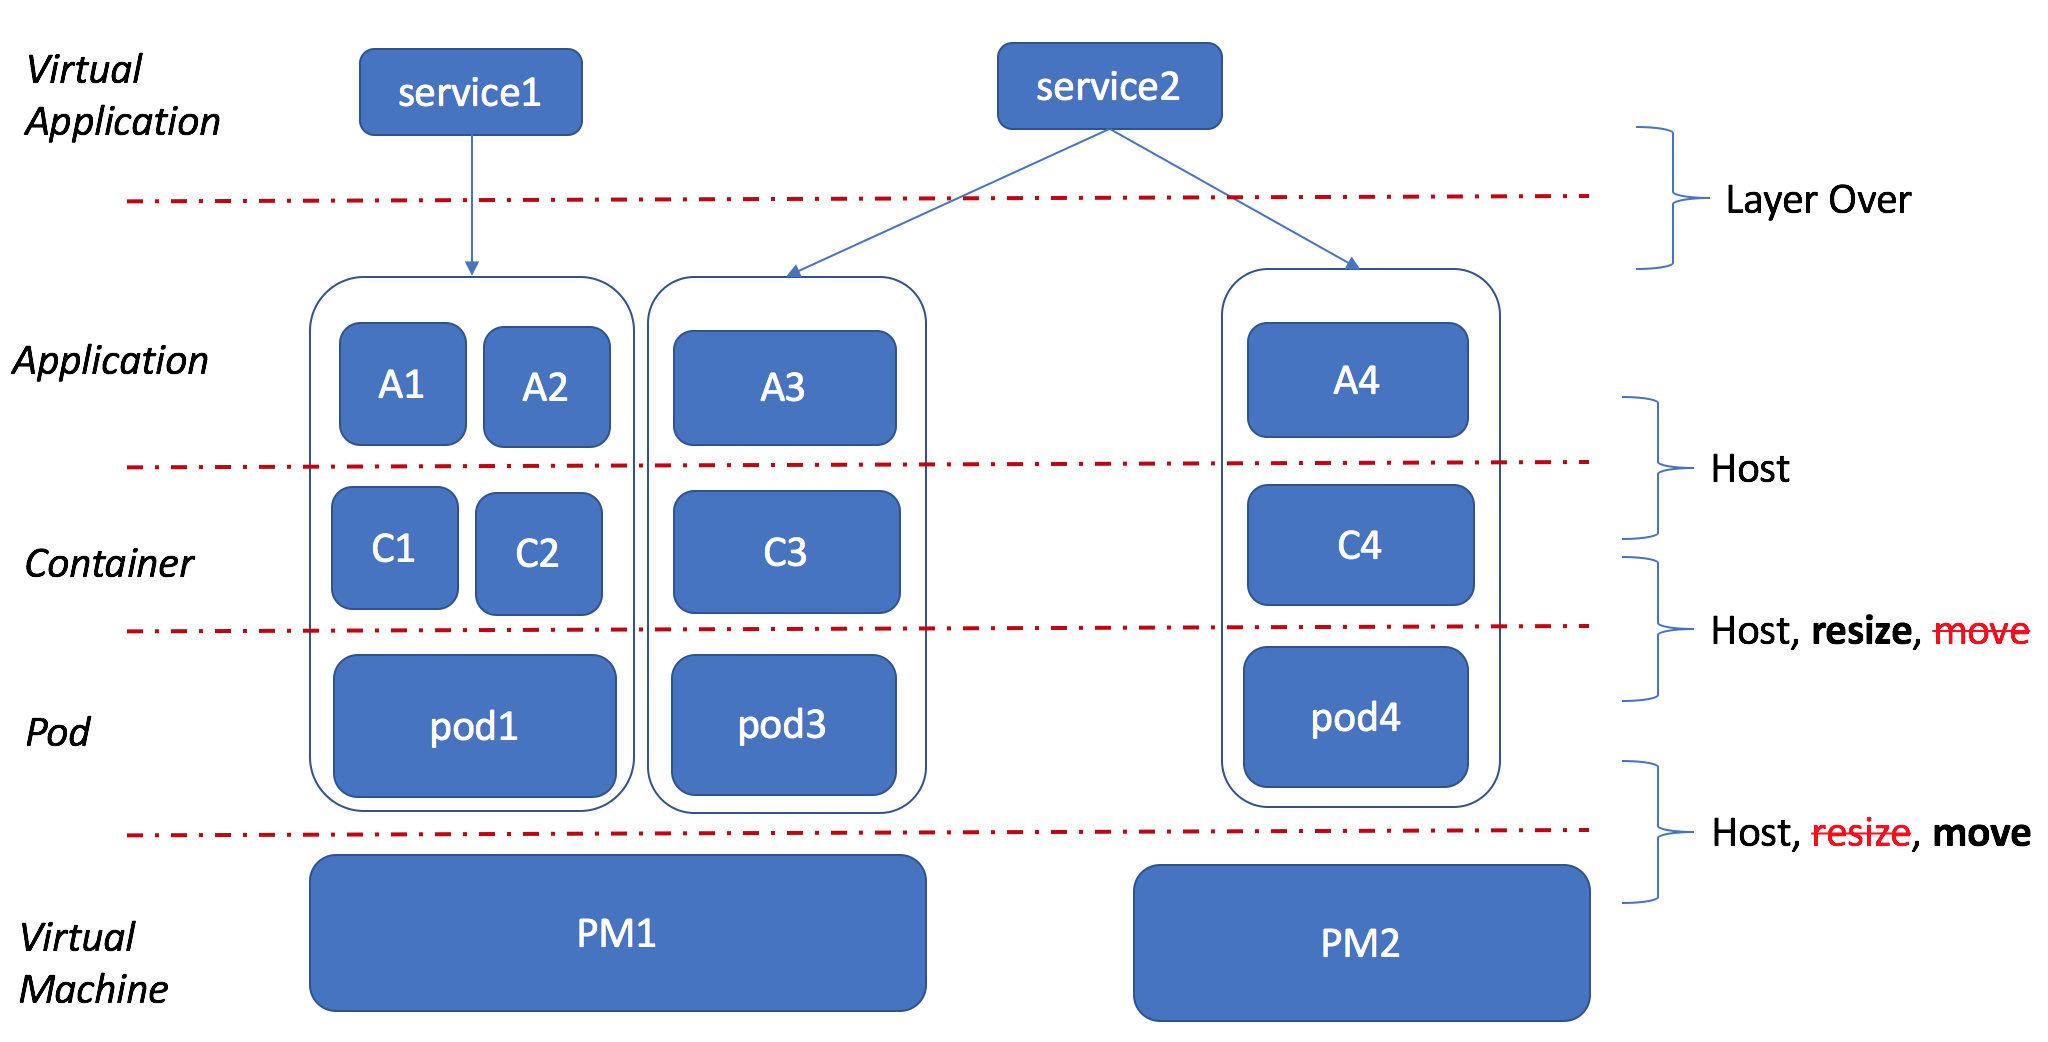 Virtual
Application
service1
service2
Layer Over
Application
A1
A2
A3
A4
Host
Container
C1
C2
C3
C4
Host, resize, move
Pod
pod1
pod3
pod4
Host, resize, move
Virtual
Machine
PM1
PM2